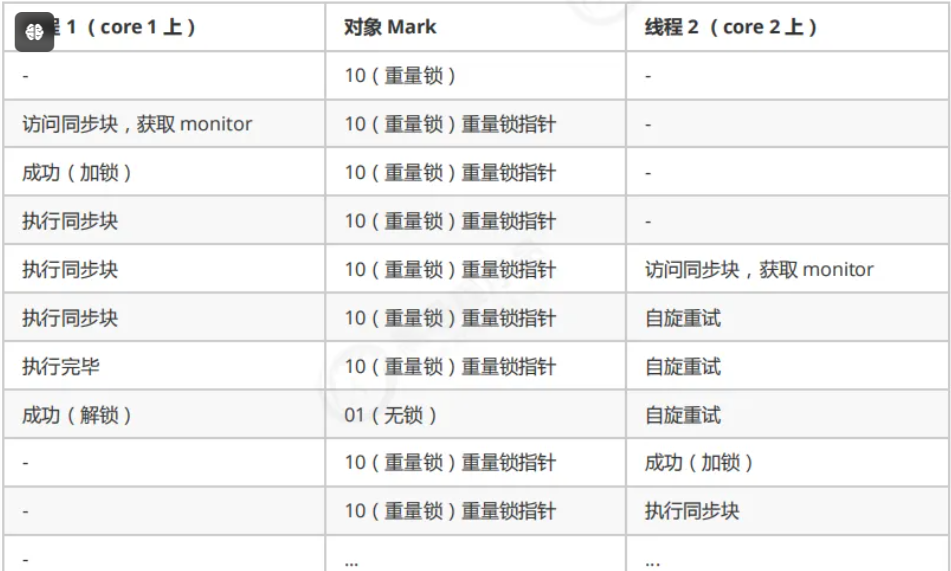 程 1（core 1 上） 对象 Mark 线程 2（core 2 上）
- 10（重量锁） -
访问同步块，获取 monitor 10（重量锁）重量锁指针 -
成功（加锁） 10（重量锁）重量锁指针 -
执行同步块 10（重量锁）重量锁指针 -
执行同步块 10（重量锁）重量锁指针 访问同步块，获取 monitor
执行同步块 10（重量锁）重量锁指针 自旋重试
执行完毕 10（重量锁）重量锁指针 自旋重试
成功（解锁） 01（无锁） 自旋重试
- 10（重量锁）重量锁指针 成功（加锁）
- 10（重量锁）重量锁指针 执行同步块
- ... ...